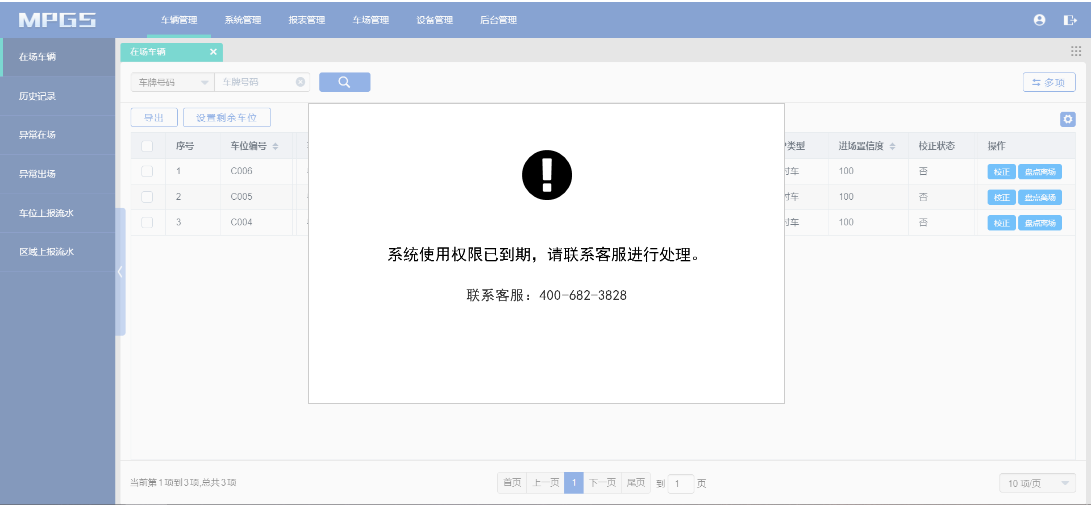 MPGS 车辆管理 系统管理 报表管理 车场管理 设备管理 后台管理
在场车辆
历史记录
异常在场
异常出场
车位上报流水
区域上报流水
在场车辆
车牌号码 车牌号码 多项
导出 设置剩余车位
序号 车位编号 类型 进场置信度 校正状态 操作
1 C006 时车 100 否 校正 盘点离场
2 C005 时车 100 否 校正 盘点离场
3 C004 时车 100 否 校正 盘点离场
系统使用权限已到期，请联系客服进行处理。
联系客服：400-682-3828
当前第1项到3项,总共3项 首页 上一页 1 下一页 尾页 到 1 页 10 项/页